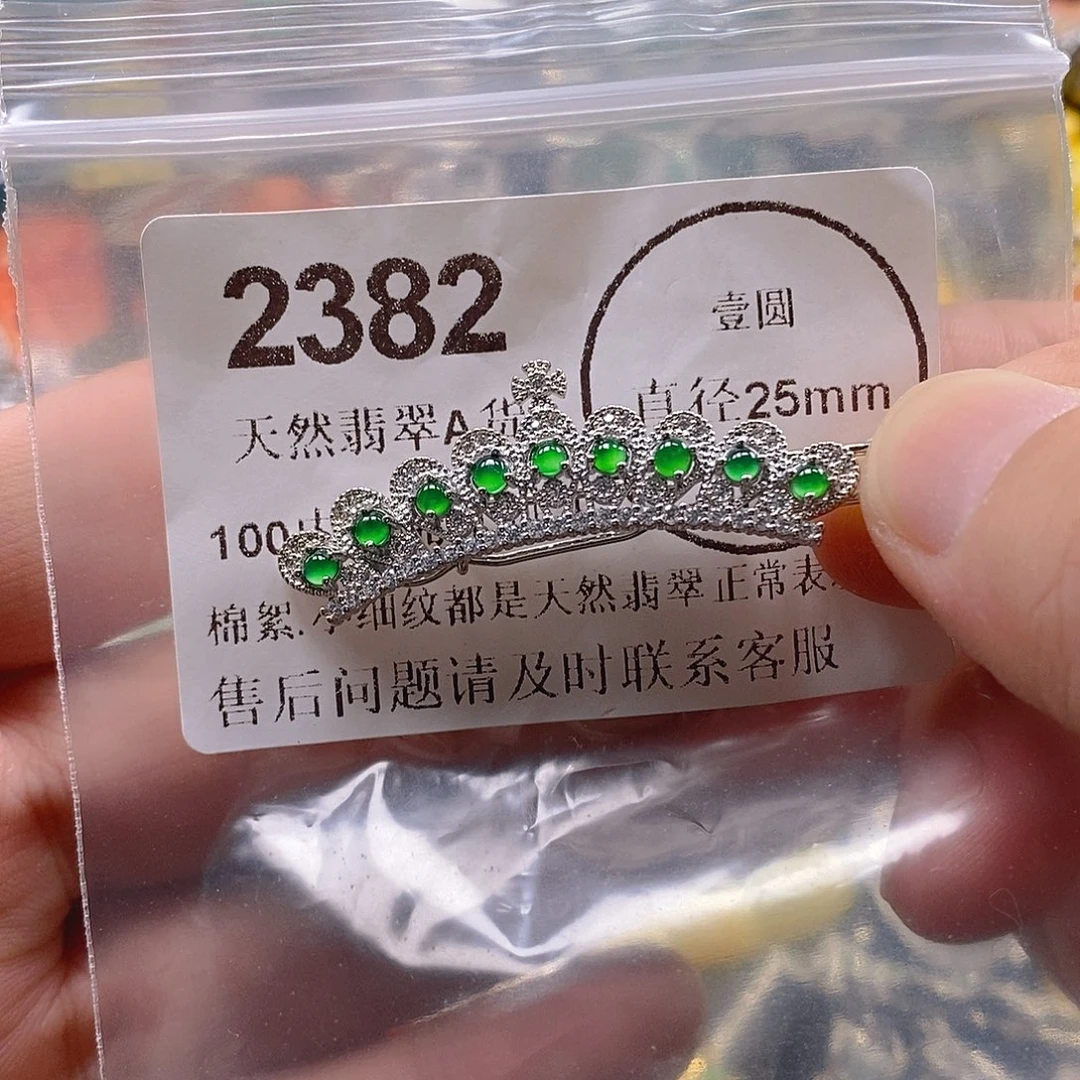 2382
壹圆
天然翡翠A货
直径25mm
100
棉絮.小细纹都是天然翡翠正常表
售后问题请及时联系客服